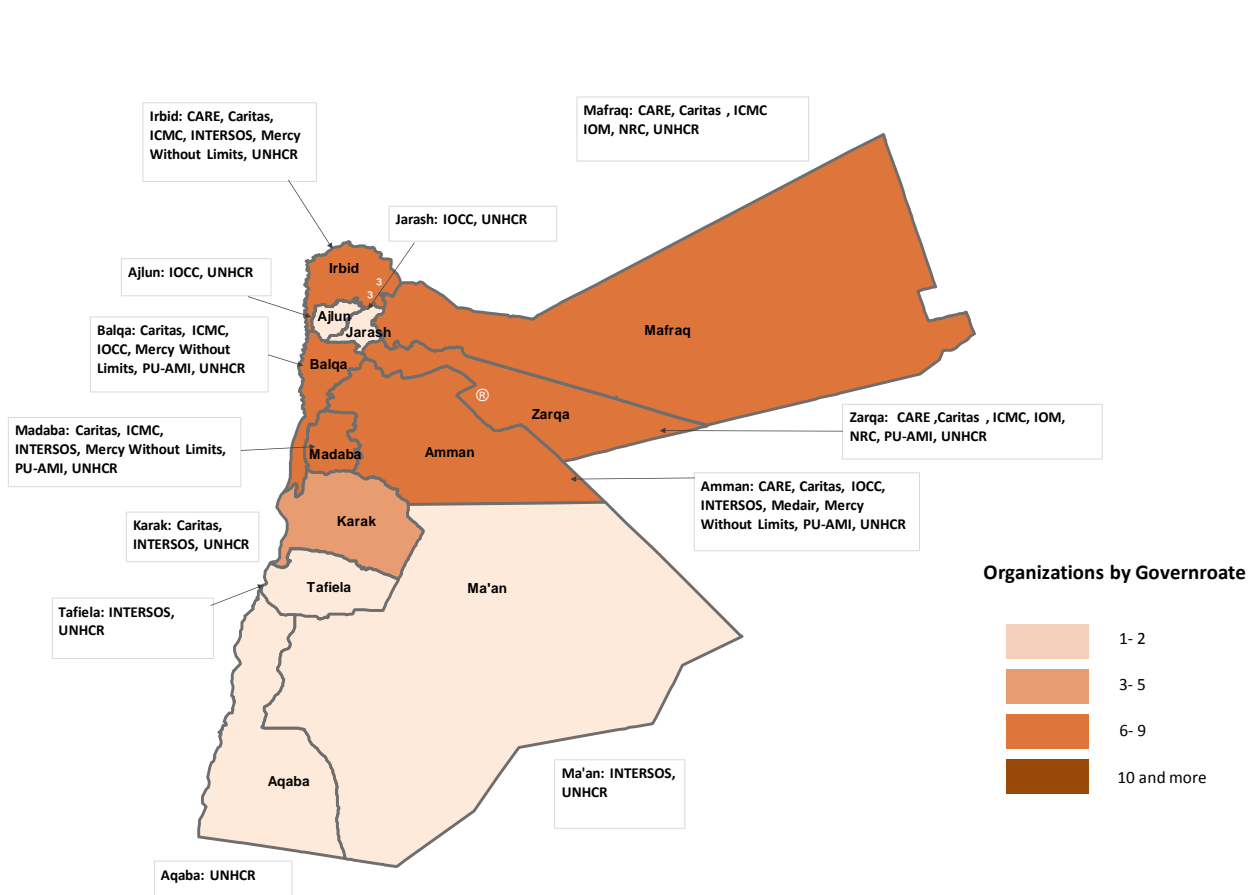 Irbid: CARE, Caritas,
ICMC, INTERSOS, Mercy
Without Limits, UNHCR
Mafraq: CARE, Caritas , ICMC
IOM, NRC, UNHCR
Jarash: IOCC, UNHCR
Ajlun: IOCC, UNHCR
Balqa: Caritas, ICMC,
IOCC, Mercy Without
Limits, PU-AMI, UNHCR
Madaba: Caritas, ICMC,
INTERSOS, Mercy Without Limits,
PU-AMI, UNHCR
Karak: Caritas,
INTERSOS, UNHCR
Tafiela: INTERSOS,
UNHCR
Zarqa: CARE ,Caritas , ICMC, IOM,
NRC, PU-AMI, UNHCR
Amman: CARE, Caritas, IOCC,
INTERSOS, Medair, Mercy
Without Limits, PU-AMI, UNHCR
Ma'an: INTERSOS,
UNHCR
Aqaba: UNHCR
Irbid
3
3
Ajlun
Jarash
Mafraq
Balqa
®
Zarqa
Madaba
Amman
Karak
Tafiela
Ma'an
Aqaba
Organizations by Governroate
1- 2
3- 5
6- 9
10 and more